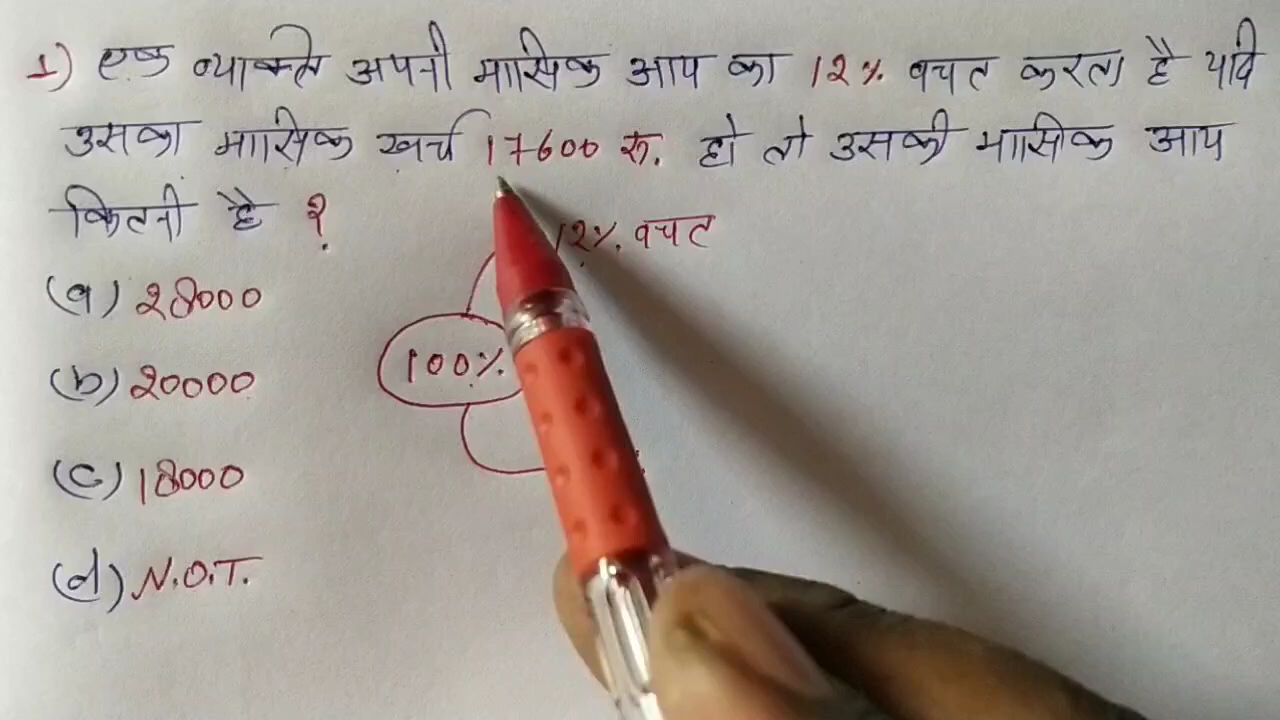 1) एक व्यक्ति अपनी मासिक आय का 12% बचत करता है यदि
उसका मासिक खर्च 17600 रू. हो तो उसकी मासिक आय
कितनी है ?
12% बचत
(a) 28000
100%
(b) 20000
(c) 18000
(d) N.O.T.